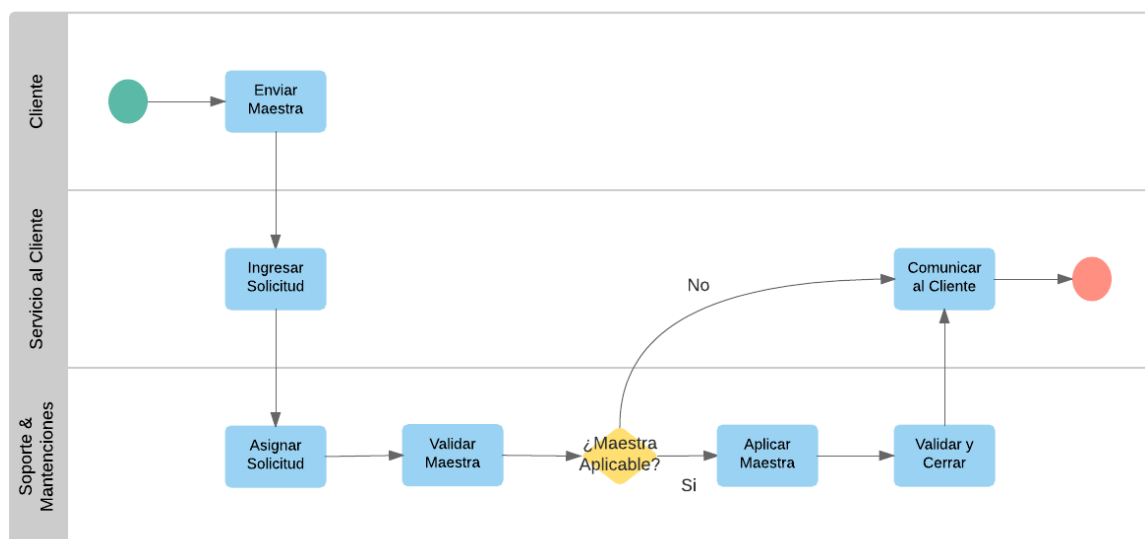 Cliente
Enviar
Maestra
Servicio al Cliente
Ingresar
Solicitud
No
Comunicar
al Cliente
Soporte &
Mantenciones
Asignar
Solicitud
Validar
Maestra
¿Maestra
Aplicable?
Si
Aplicar
Maestra
Validar y
Cerrar